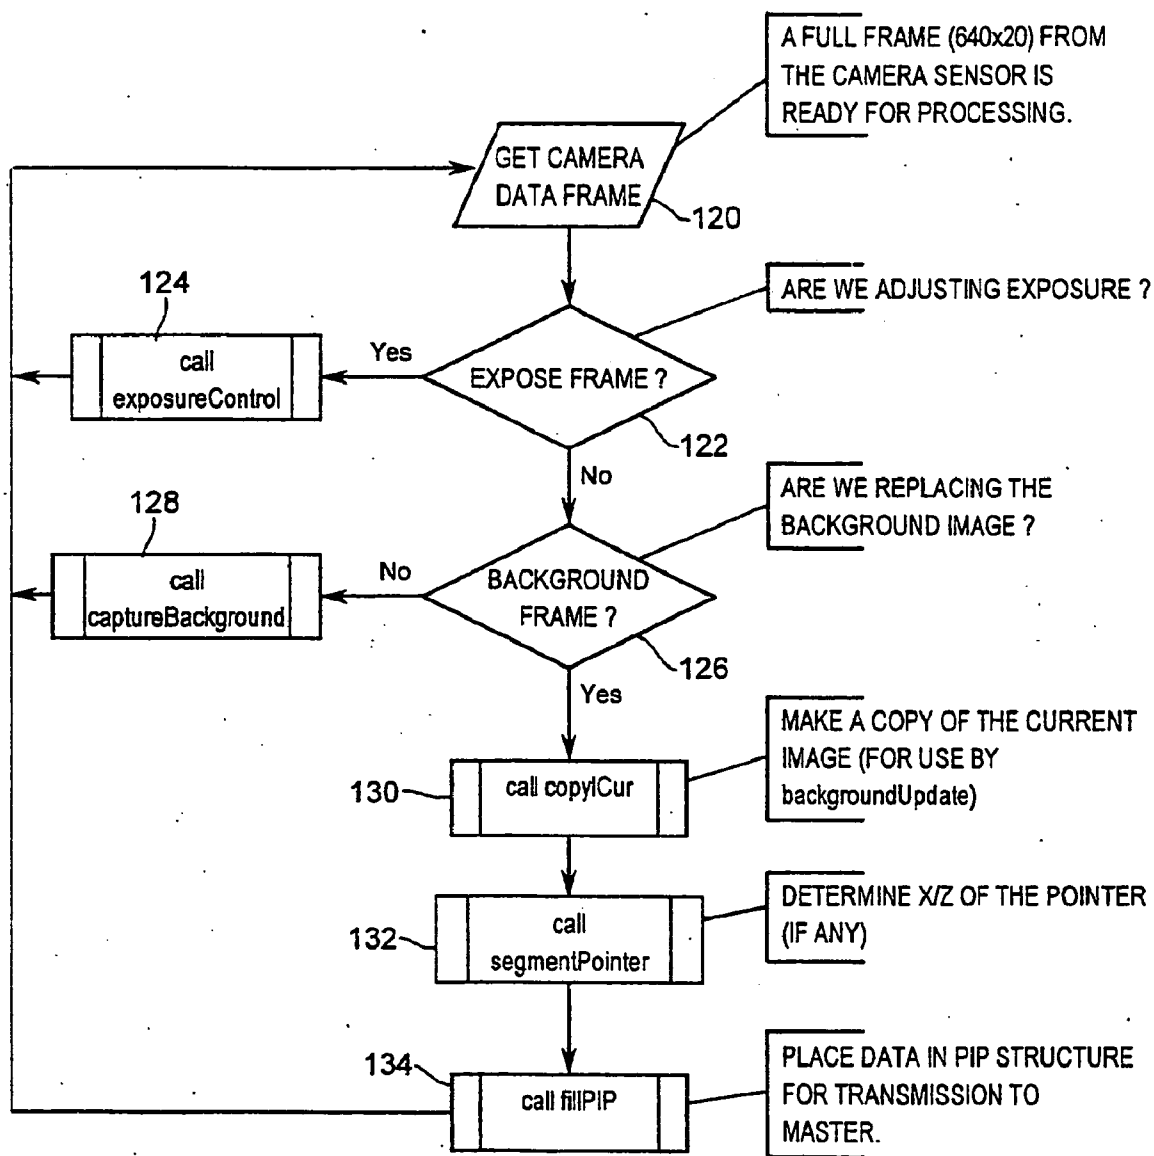 A FULL FRAME (640x20) FROM
THE CAMERA SENSOR IS
READY FOR PROCESSING.
GET CAMERA
DATA FRAME
120
ARE WE ADJUSTING EXPOSURE ?
124
call
exposureControl
Yes
EXPOSE FRAME ?
122
No
ARE WE REPLACING THE
BACKGROUND IMAGE ?
128
call
captureBackground
No
BACKGROUND
FRAME ?
126
Yes
MAKE A COPY OF THE CURRENT
IMAGE (FOR USE BY
backgroundUpdate)
130
call copyICur
DETERMINE X/Z OF THE POINTER
(IF ANY)
132
call
segmentPointer
PLACE DATA IN PIP STRUCTURE
FOR TRANSMISSION TO
MASTER.
134
call fillPIP